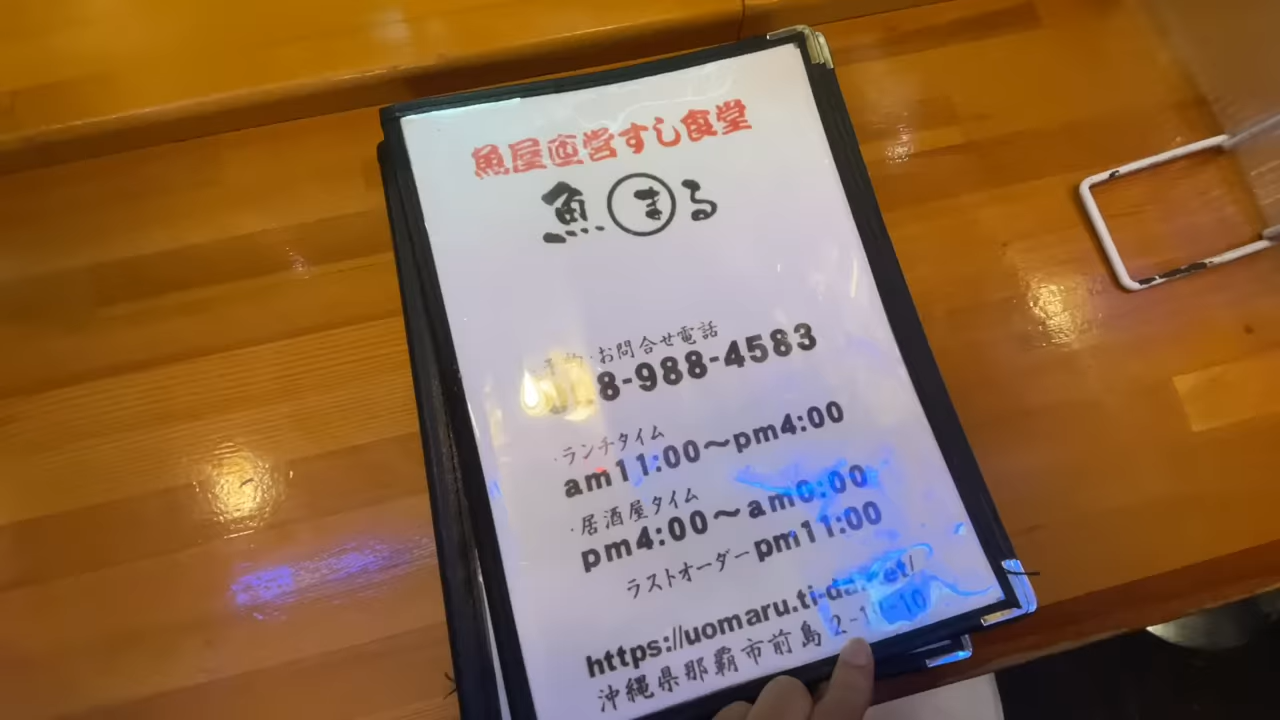 魚屋直営すし食堂
魚まる
お問合せ電話
8-988-4583
・ランチタイム
am11:00～pm4:00
・居酒屋タイム
pm4:00～am0:00
ラストオーダーpm11:00
https://uomaru.ti-da.net/
沖縄県那覇市前島